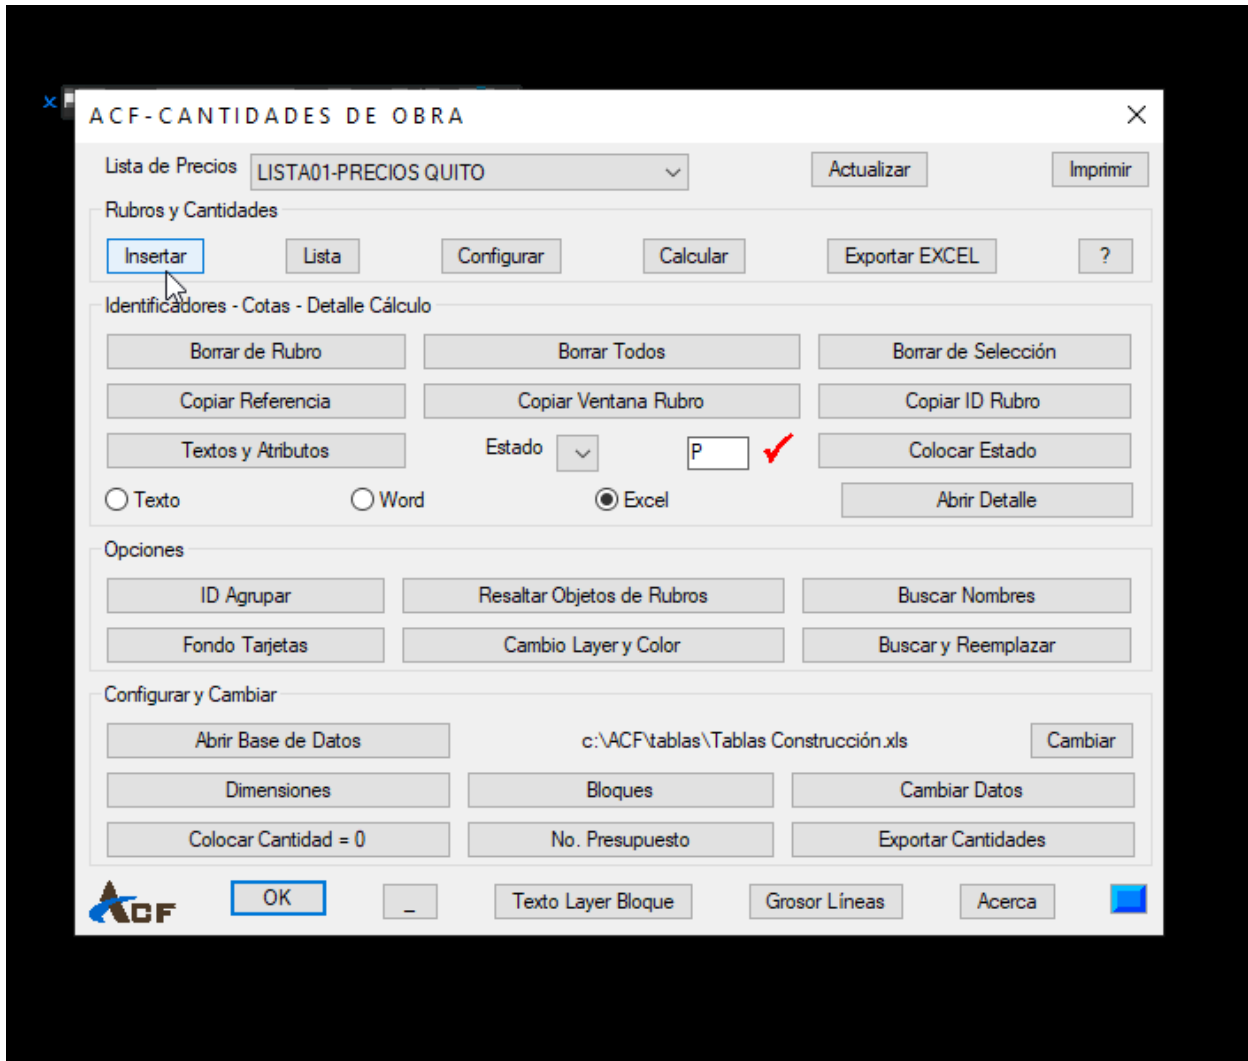 ACF-CANTIDADES DE OBRA
Lista de Precios LISTA01-PRECIOS QUITO Actualizar Imprimir
Rubros y Cantidades
Insertar Lista Configurar Calcular Exportar EXCEL ?
Identificadores - Cotas - Detalle Cálculo
Borrar de Rubro Borrar Todos Borrar de Selección
Copiar Referencia Copiar Ventana Rubro Copiar ID Rubro
Textos y Atributos Estado P Colocar Estado
Texto Word Excel Abrir Detalle
Opciones
ID Agrupar Resaltar Objetos de Rubros Buscar Nombres
Fondo Tarjetas Cambio Layer y Color Buscar y Reemplazar
Configurar y Cambiar
Abrir Base de Datos c:\ACF\tablas\Tablas Construcción.xls Cambiar
Dimensiones Bloques Cambiar Datos
Colocar Cantidad = 0 No. Presupuesto Exportar Cantidades
ACF OK _ Texto Layer Bloque Grosor Líneas Acerca